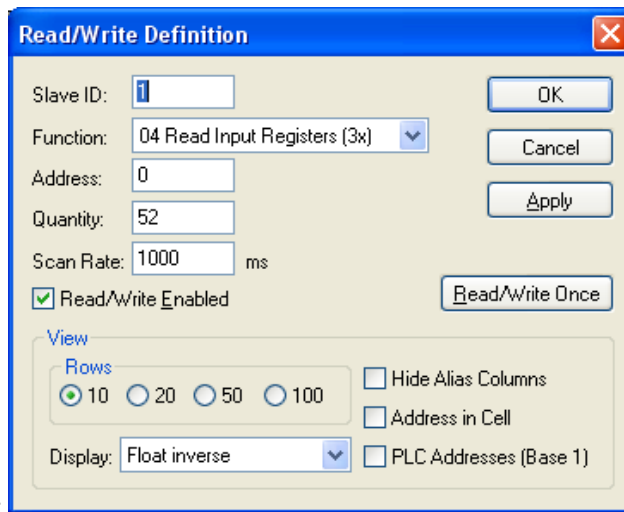 Read/Write Definition
Slave ID: 1 OK
Function: 04 Read Input Registers (3x) Cancel
Address: 0
Apply
Quantity: 52
Scan Rate: 1000 ms
Read/Write Enabled Read/Write Once
View
Rows
10 20 50 100
Hide Alias Columns
Address in Cell
Display: Float inverse PLC Addresses (Base 1)